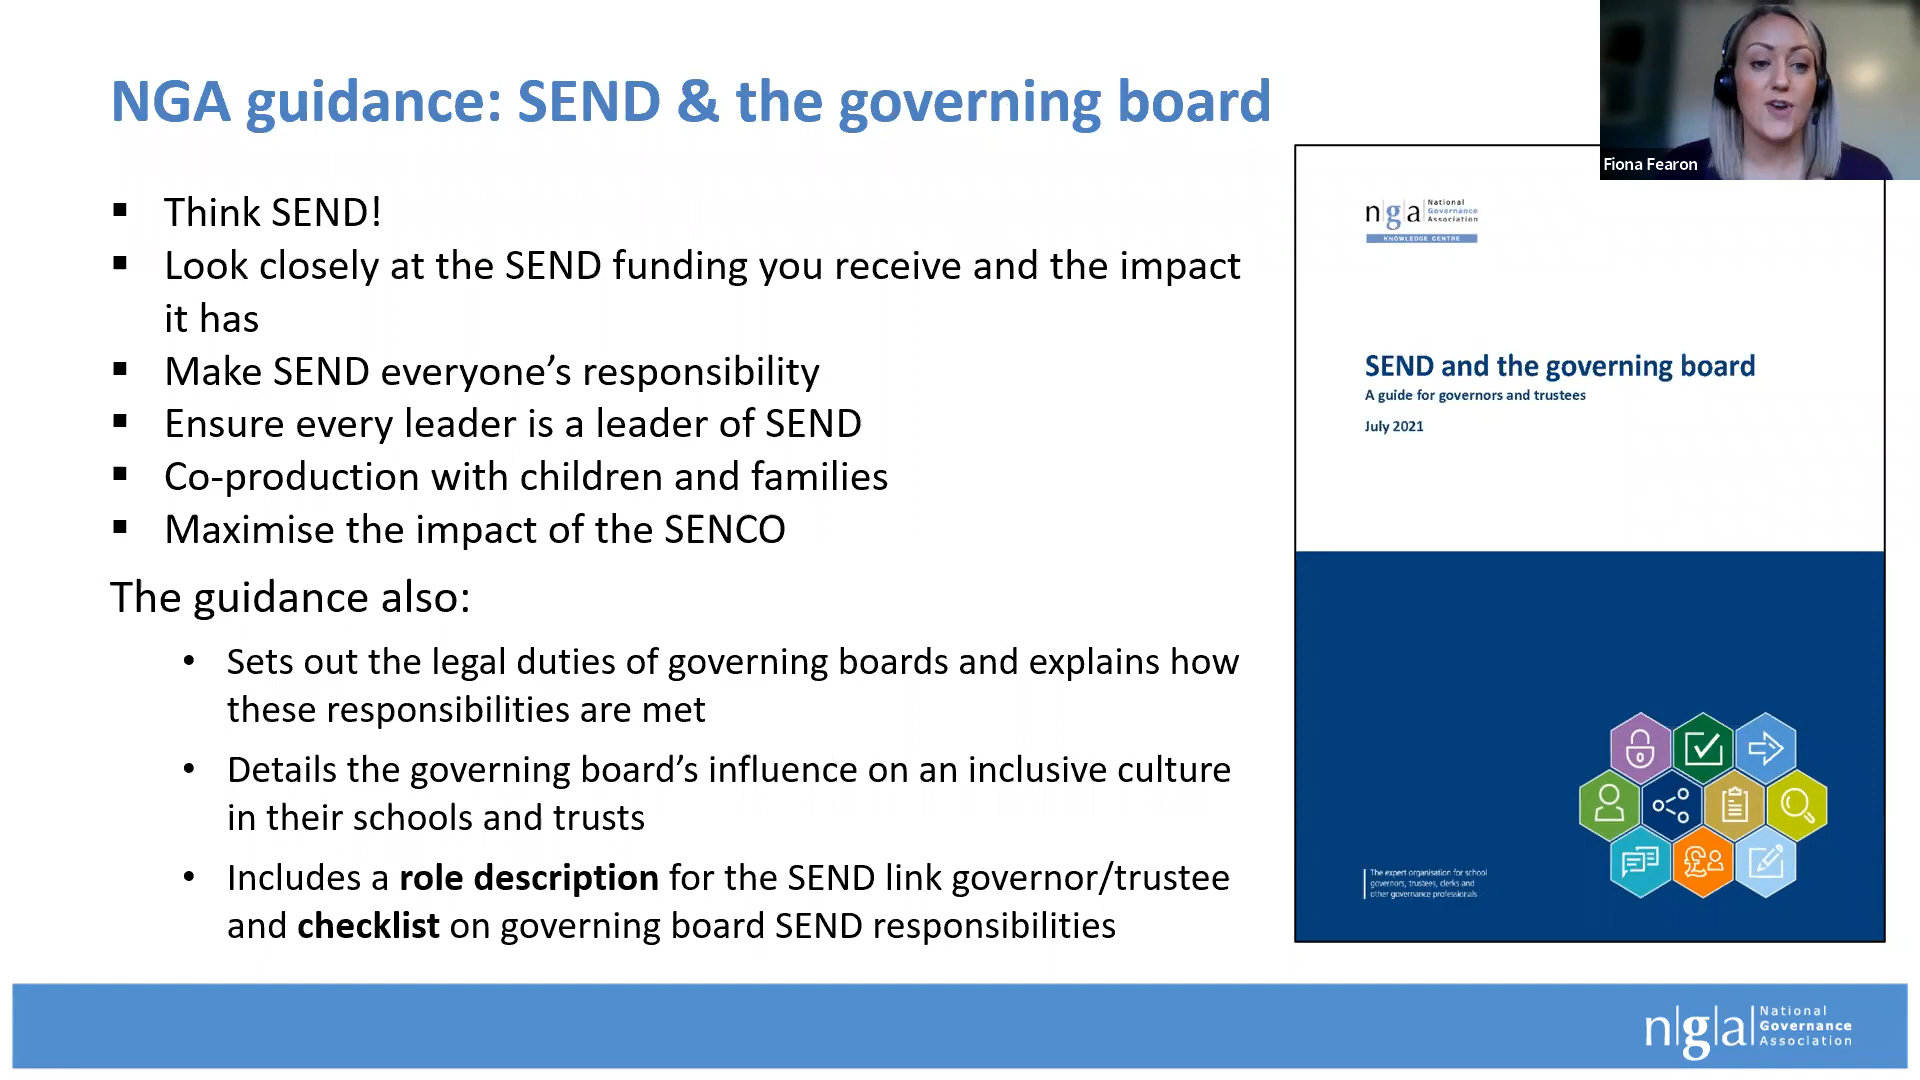 NGA guidance: SEND & the governing board
Fiona Fearon
▪ Think SEND!
▪ Look closely at the SEND funding you receive and the impact
it has
▪ Make SEND everyone’s responsibility
▪ Ensure every leader is a leader of SEND
▪ Co-production with children and families
▪ Maximise the impact of the SENCO
The guidance also:
• Sets out the legal duties of governing boards and explains how
these responsibilities are met
• Details the governing board’s influence on an inclusive culture
in their schools and trusts
• Includes a role description for the SEND link governor/trustee
and checklist on governing board SEND responsibilities
n|g|a National
Governance
Association
KNOWLEDGE CENTRE
SEND and the governing board
A guide for governors and trustees
July 2021
The expert organisation for school
governors, trustees, clerks and
other governance professionals
n|g|a National
Governance
Association